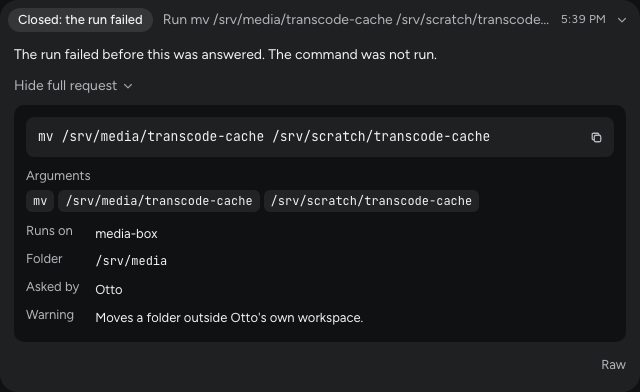 Closed: the run failed Run mv /srv/media/transcode-cache /srv/scratch/transcode... 5:39 PM
The run failed before this was answered. The command was not run.
Hide full request
mv /srv/media/transcode-cache /srv/scratch/transcode-cache
Arguments
mv /srv/media/transcode-cache /srv/scratch/transcode-cache
Runs on media-box
Folder /srv/media
Asked by Otto
Warning Moves a folder outside Otto's own workspace.
Raw